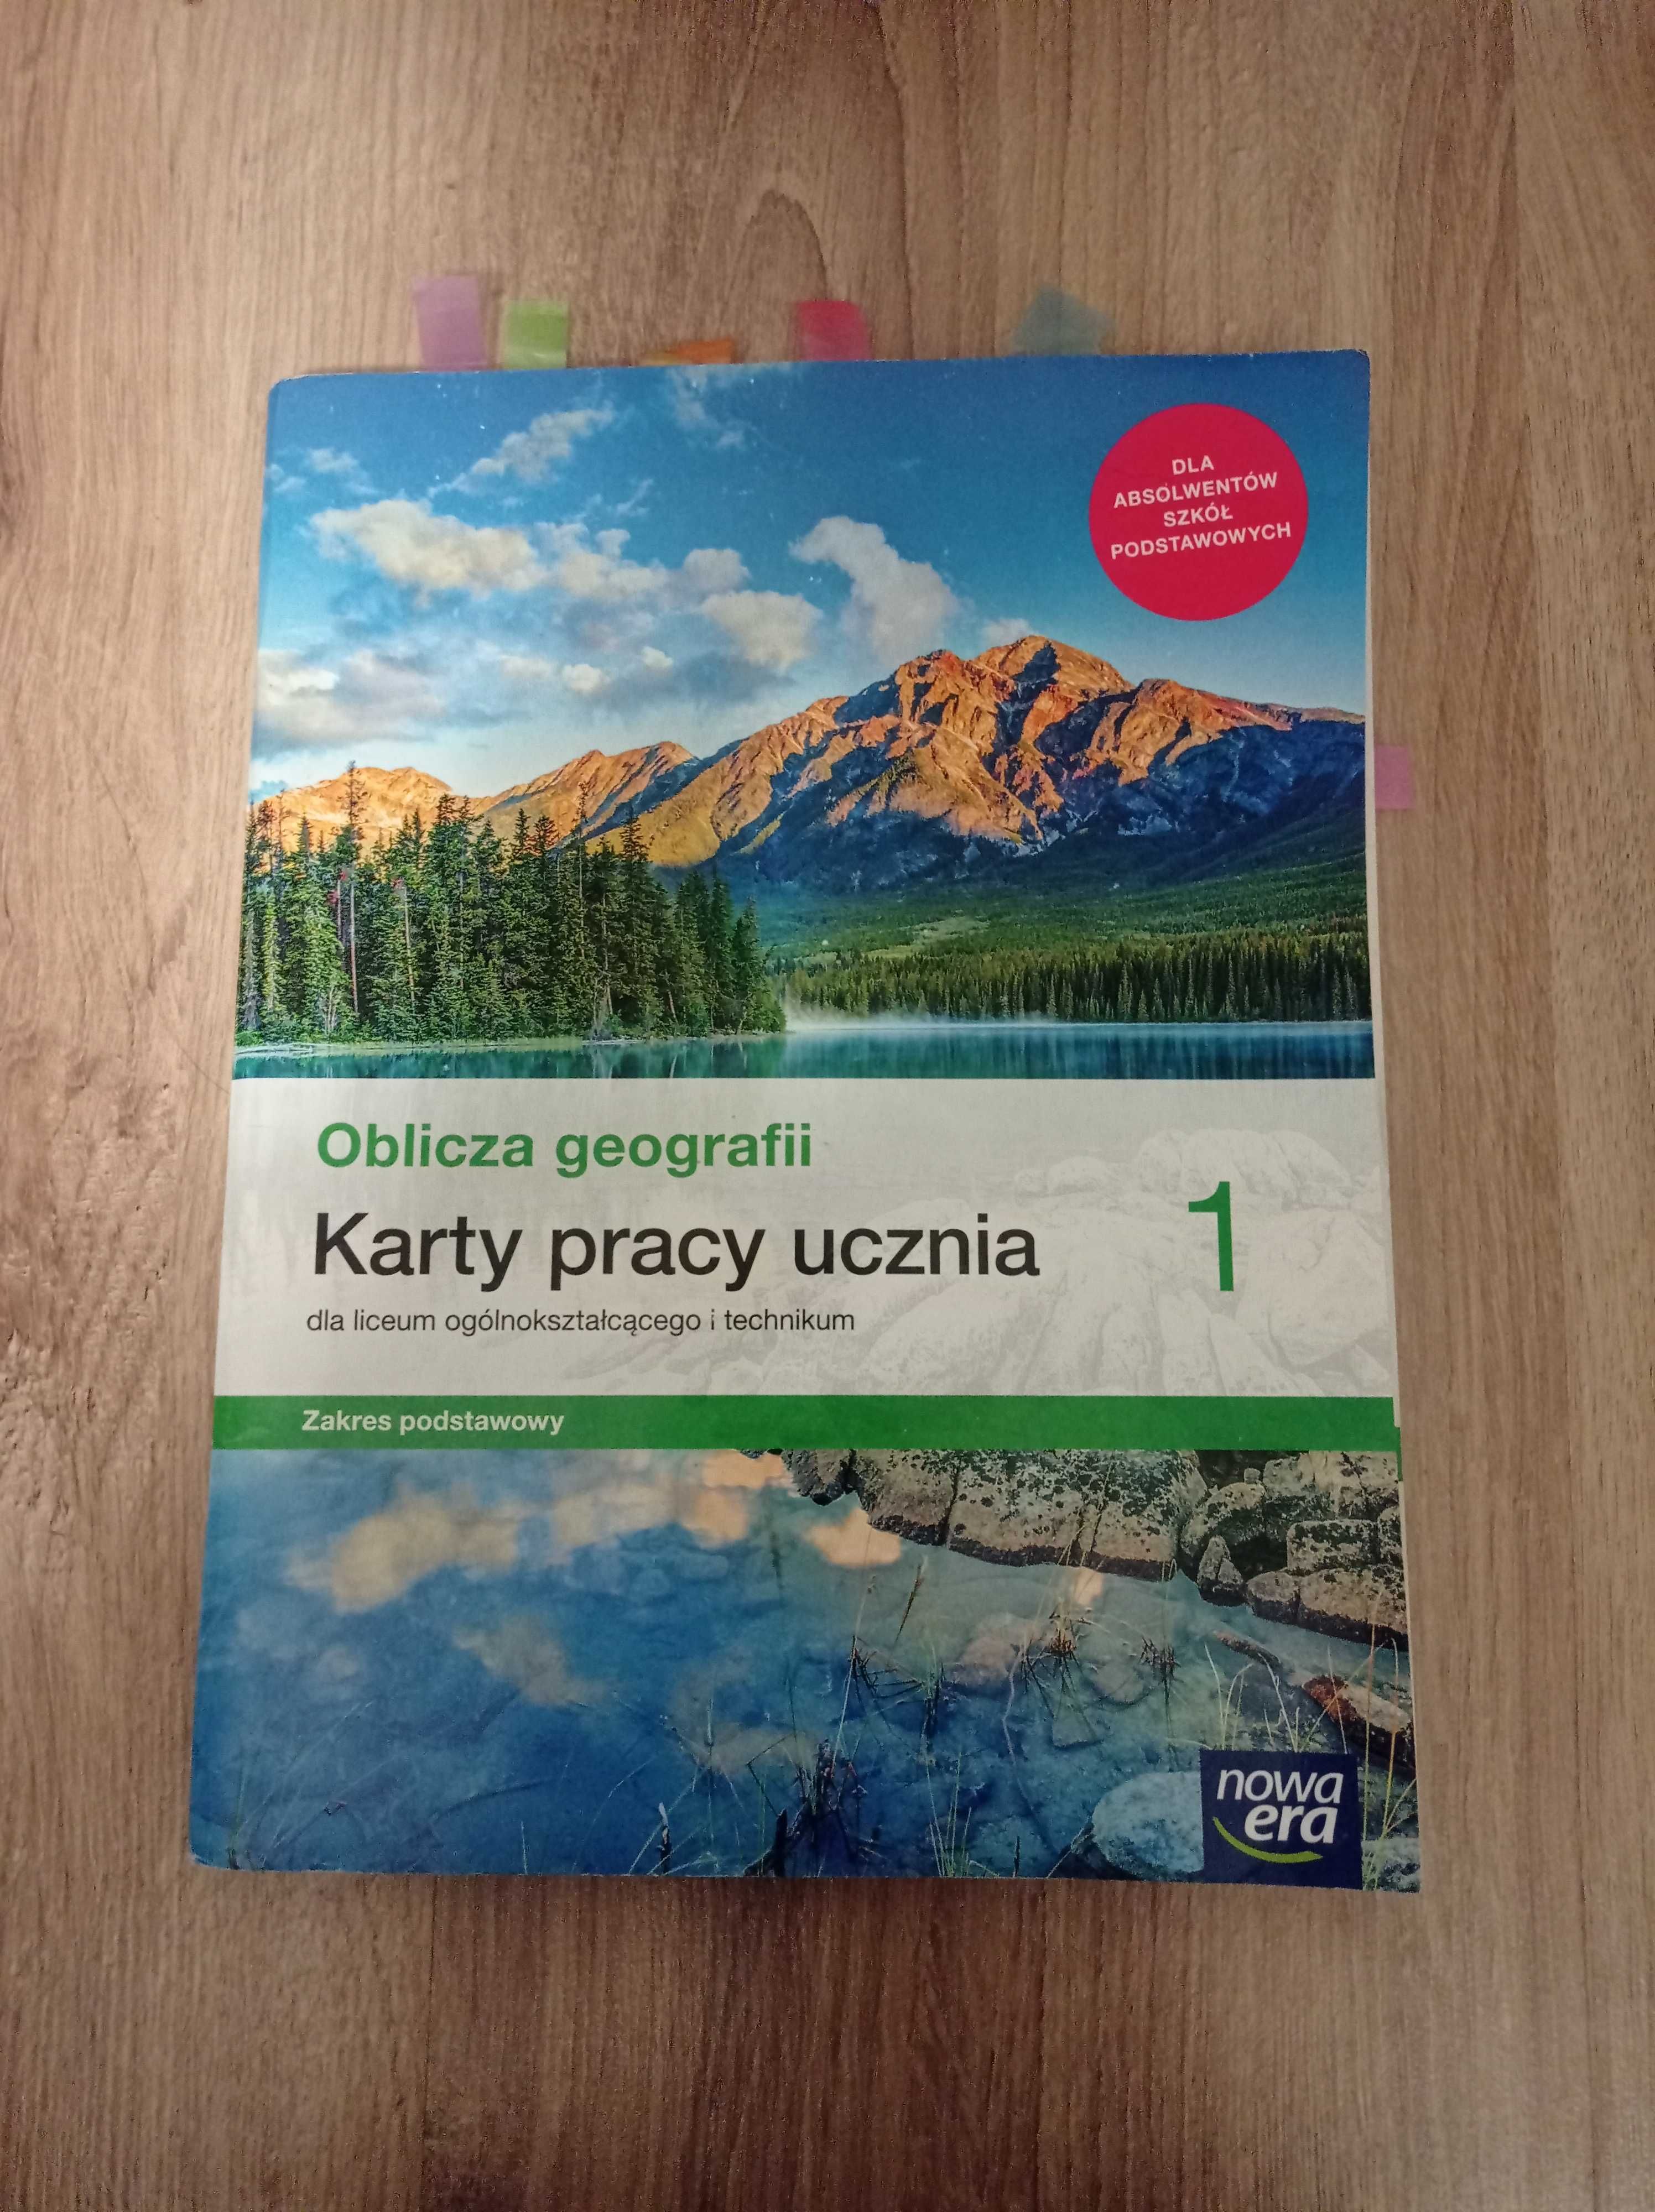 DLA
ABSOLWENTÓW
SZKÓŁ
PODSTAWOWYCH
Oblicza geografii
Karty pracy ucznia 1
dla liceum ogólnokształcącego i technikum
Zakres podstawowy
nowa
era